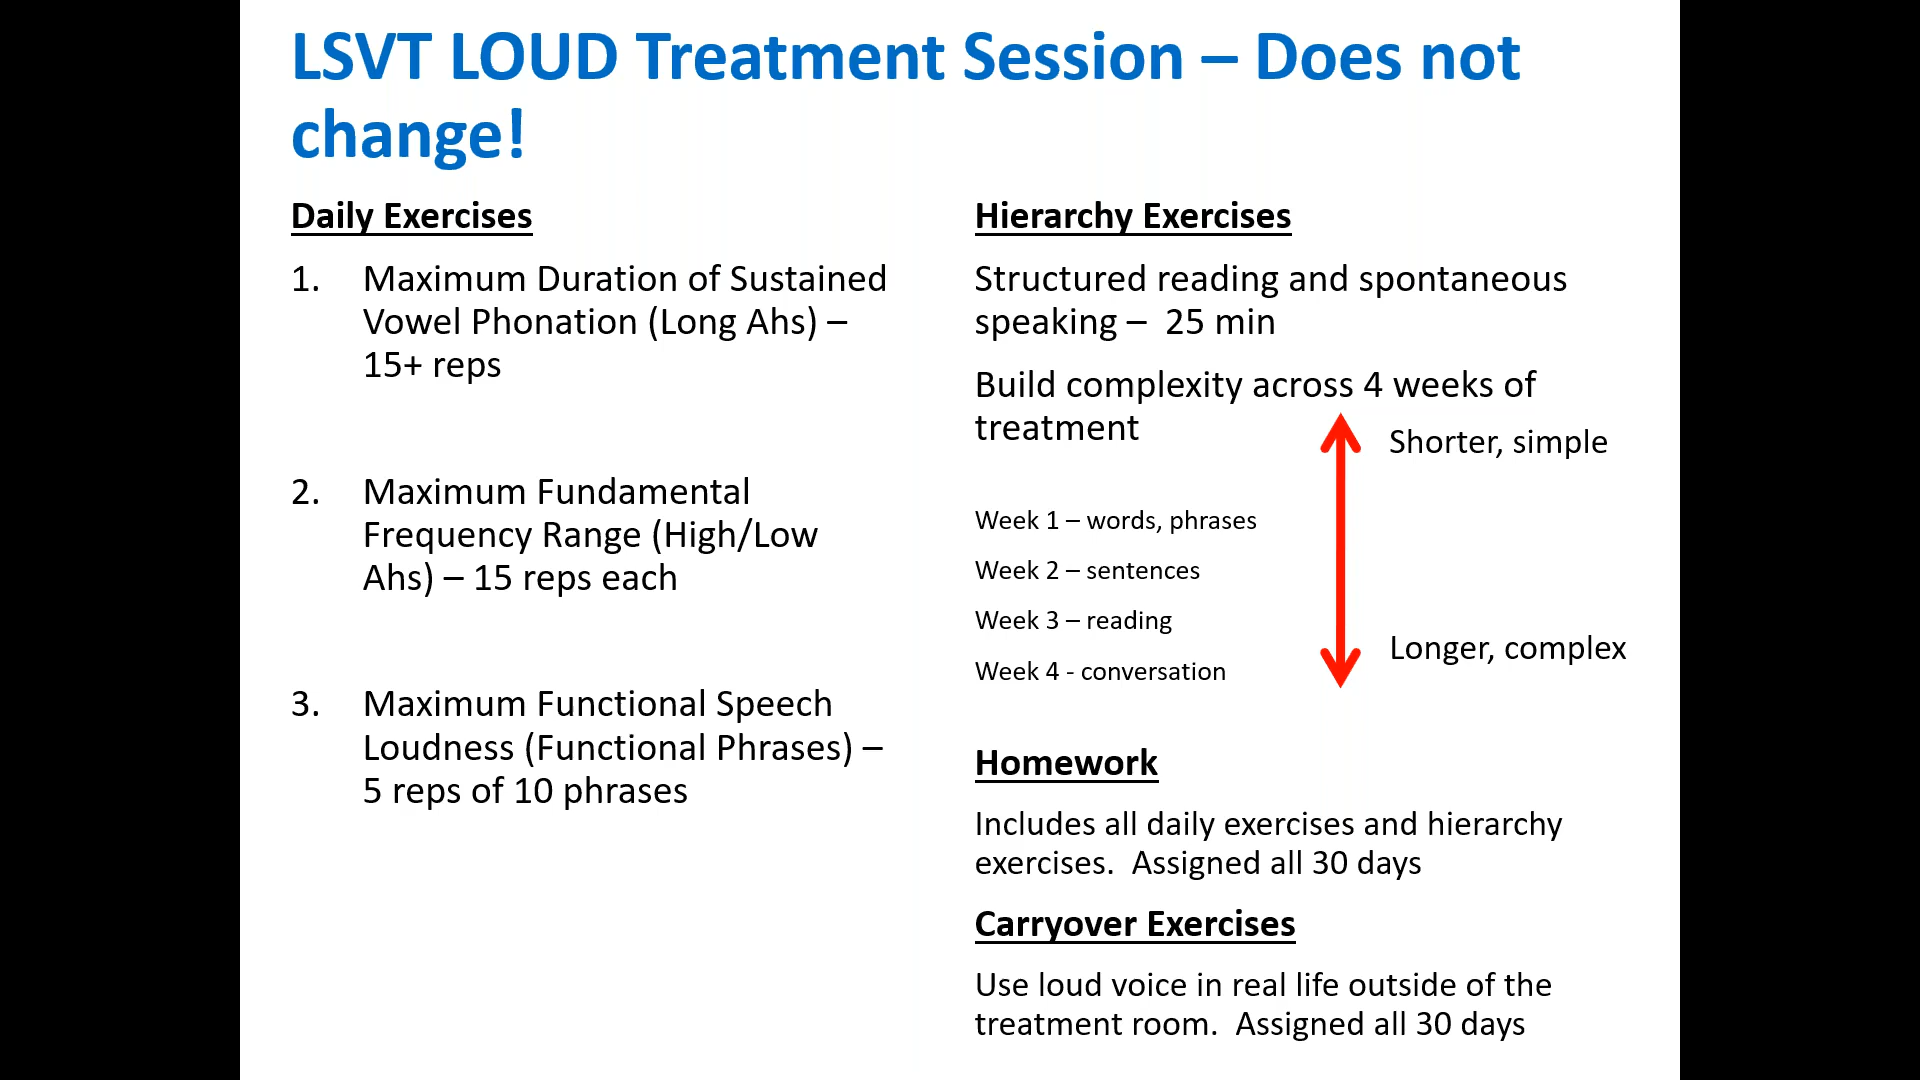 LSVT LOUD Treatment Session – Does not
change!
Daily Exercises
1. Maximum Duration of Sustained
Vowel Phonation (Long Ahs) –
15+ reps
2. Maximum Fundamental
Frequency Range (High/Low
Ahs) – 15 reps each
3. Maximum Functional Speech
Loudness (Functional Phrases) –
5 reps of 10 phrases
Hierarchy Exercises
Structured reading and spontaneous
speaking – 25 min
Build complexity across 4 weeks of
treatment
Shorter, simple
Week 1 – words, phrases
Week 2 – sentences
Week 3 – reading
Longer, complex
Week 4 - conversation
Homework
Includes all daily exercises and hierarchy
exercises. Assigned all 30 days
Carryover Exercises
Use loud voice in real life outside of the
treatment room. Assigned all 30 days